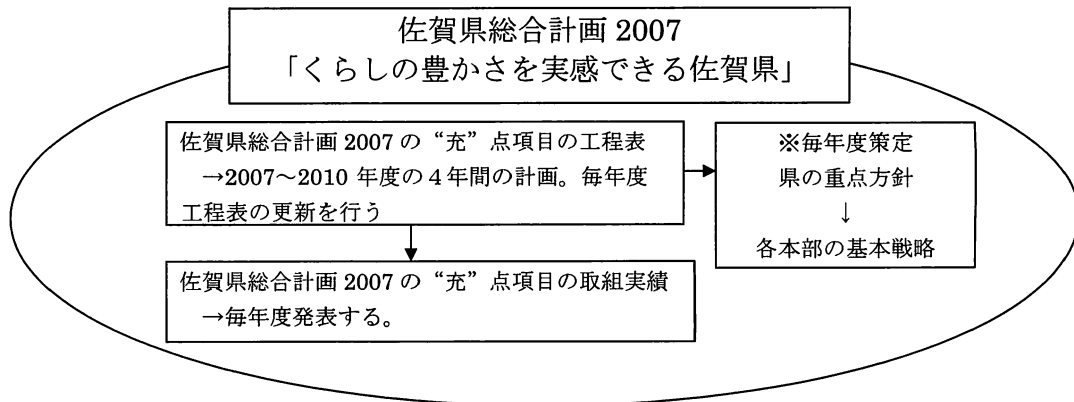 佐賀県総合計画 2007
「くらしの豊かさを実感できる佐賀県」
佐賀県総合計画 2007 の“充”点項目の工程表
→2007～2010 年度の４年間の計画。毎年度
工程表の更新を行う
※毎年度策定
県の重点方針
↓
各本部の基本戦略
佐賀県総合計画 2007 の“充”点項目の取組実績
→毎年度発表する。